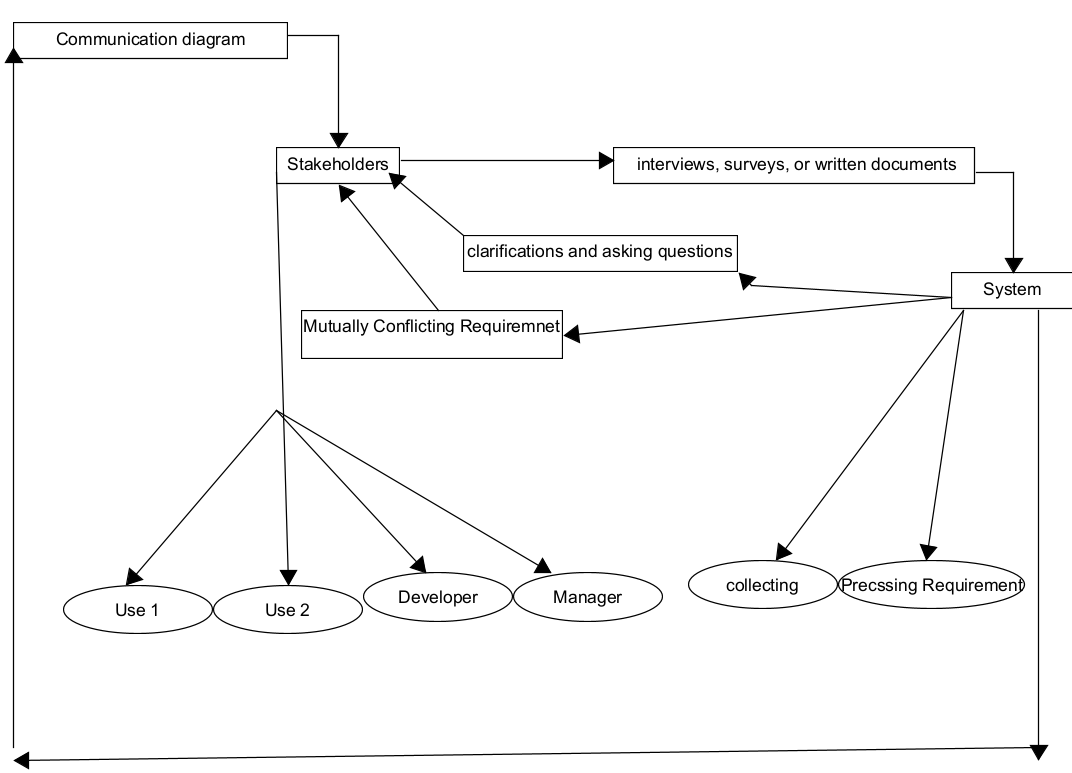 Communication diagram
Stakeholders
interviews, surveys, or written documents
clarifications and asking questions
System
Mutually Conflicting Requiremnet
Use 1
Use 2
Developer
Manager
collecting
Precssing Requirement